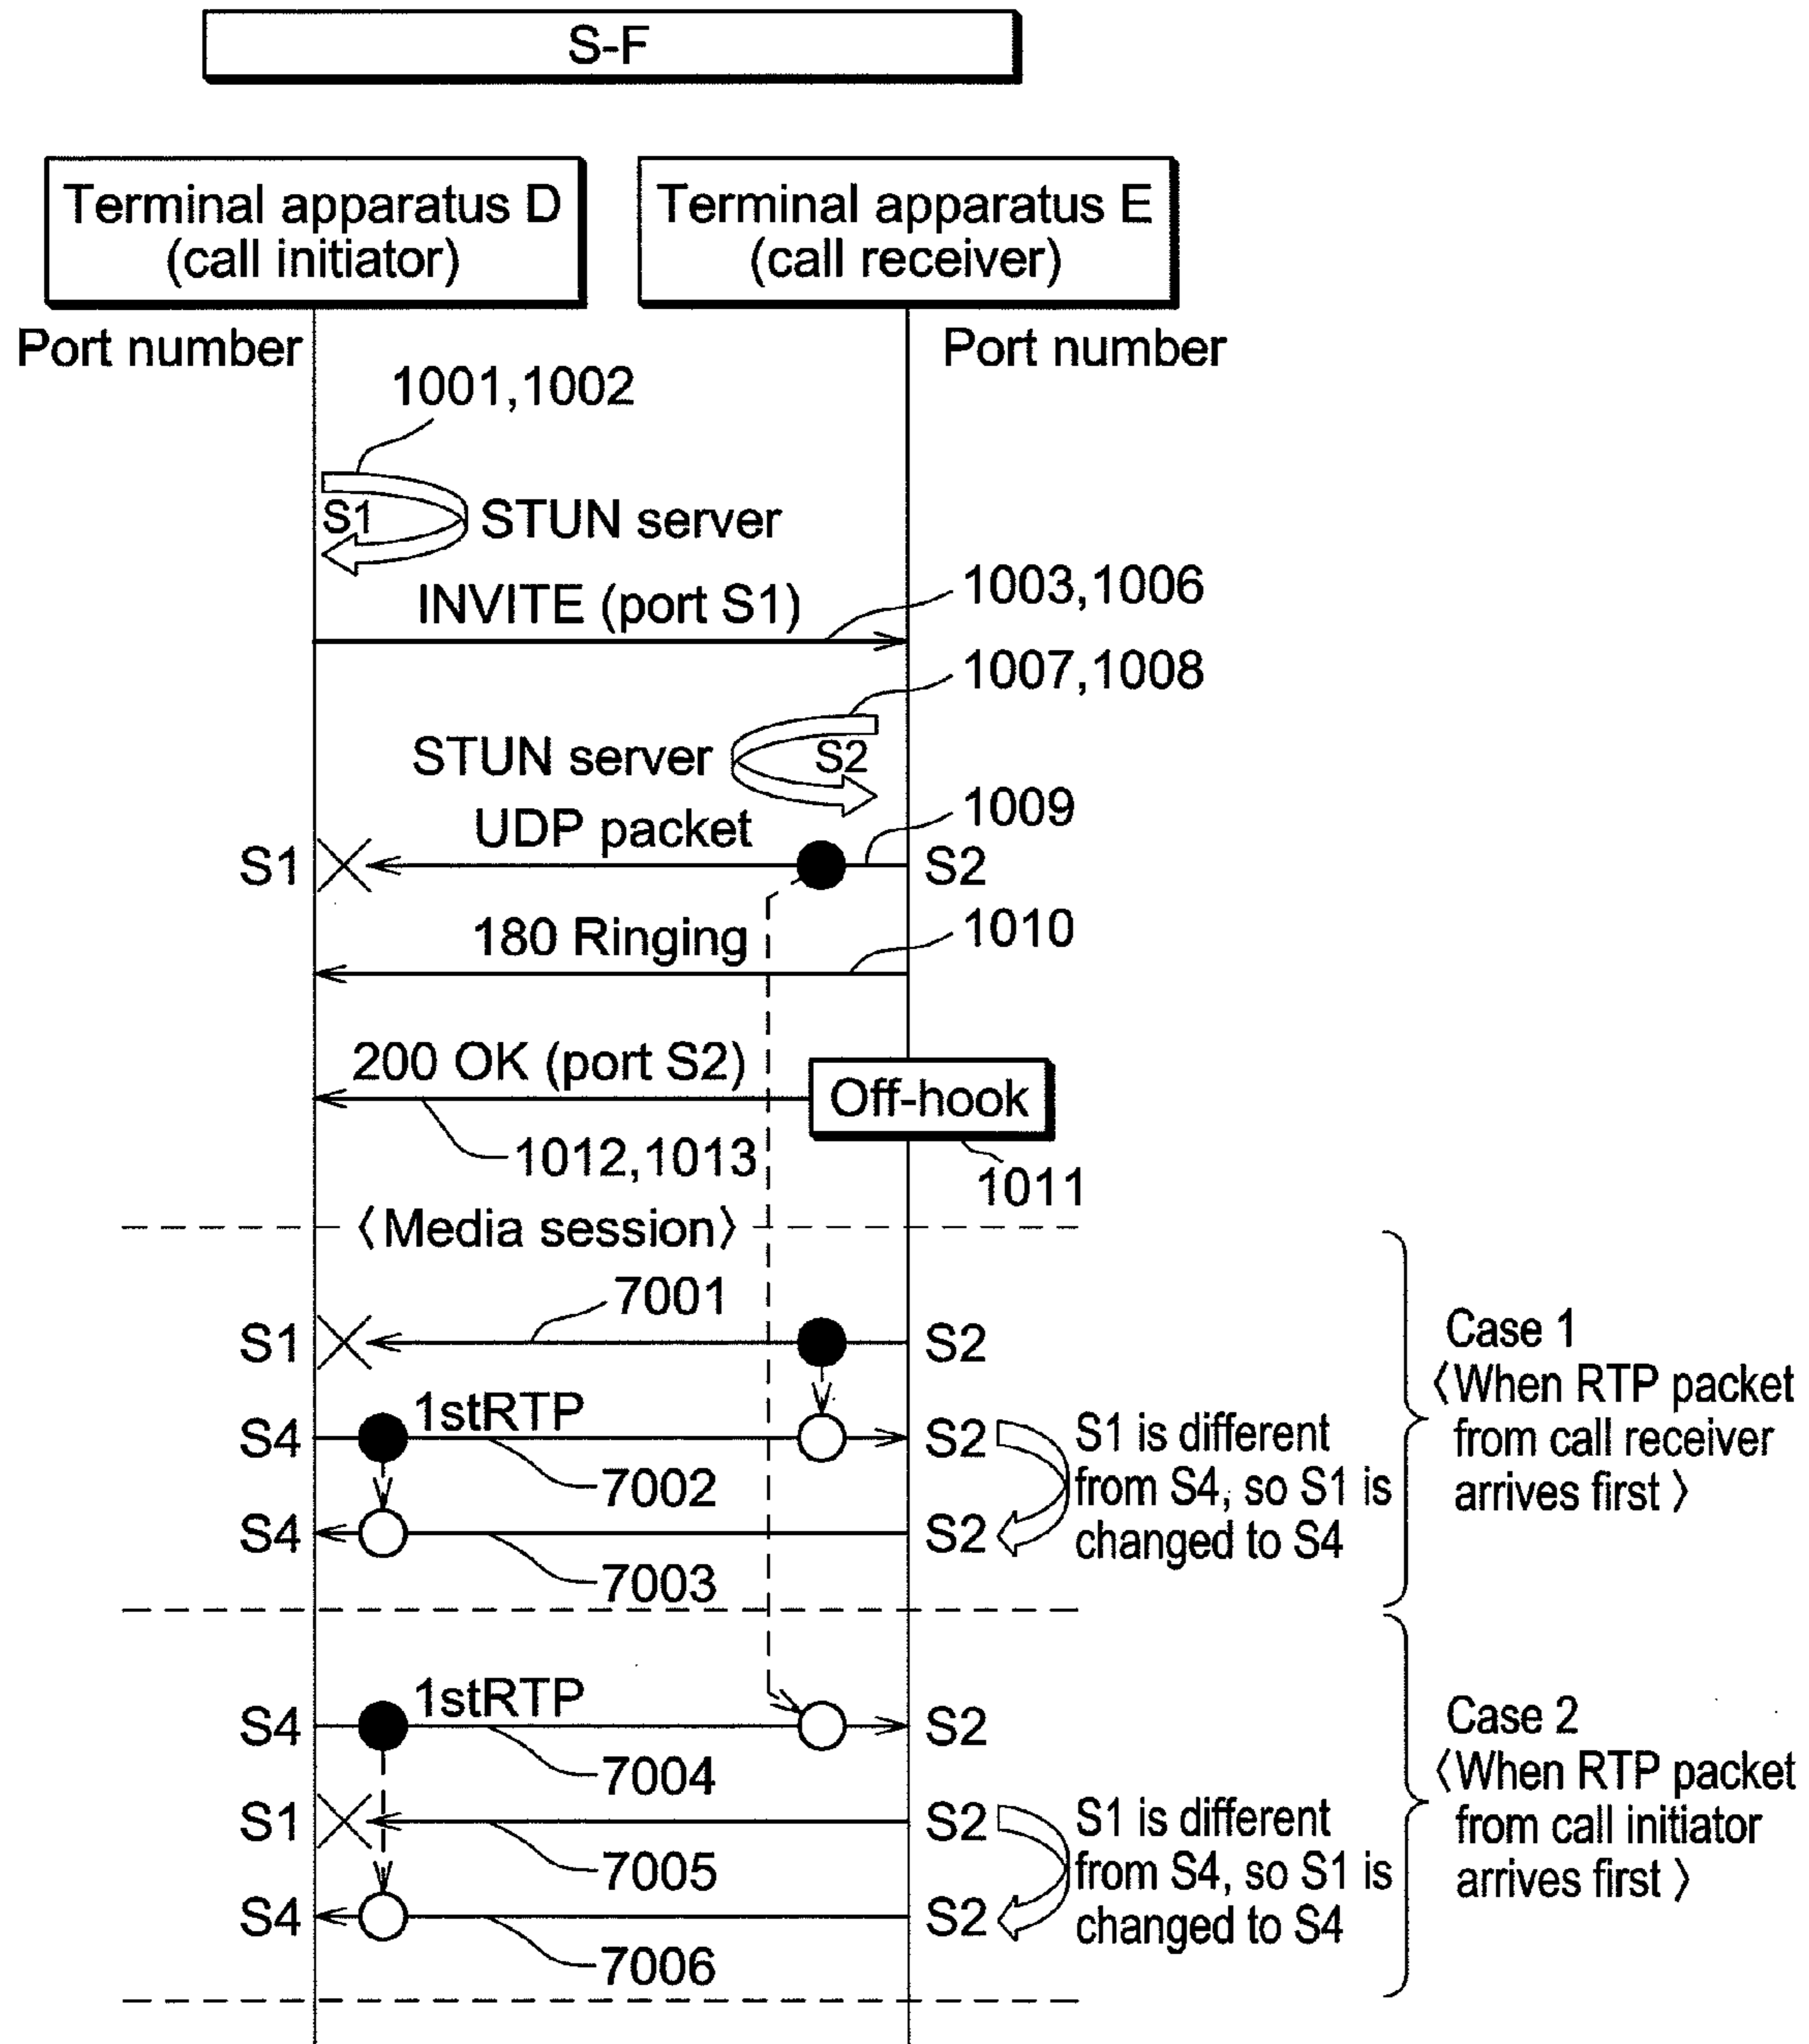 S-F
Terminal apparatus D
(call initiator)
Terminal apparatus E
(call receiver)
Port number
Port number
1001,1002
S1
STUN server
INVITE (port S1)
1003,1006
1007,1008
STUN server
S2
UDP packet
1009
S1
S2
180 Ringing
1010
200 OK (port S2)
Off-hook
1012,1013
1011
〈Media session〉
7001
S1
S2
1stRTP
S4
S2
7002
S4
S2
7003
S1 is different
from S4, so S1 is
changed to S4
Case 1
〈When RTP packet
from call receiver
arrives first 〉
1stRTP
S4
S2
7004
S1
S2
7005
S4
S2
7006
S1 is different
from S4, so S1 is
changed to S4
Case 2
〈When RTP packet
from call initiator
arrives first 〉